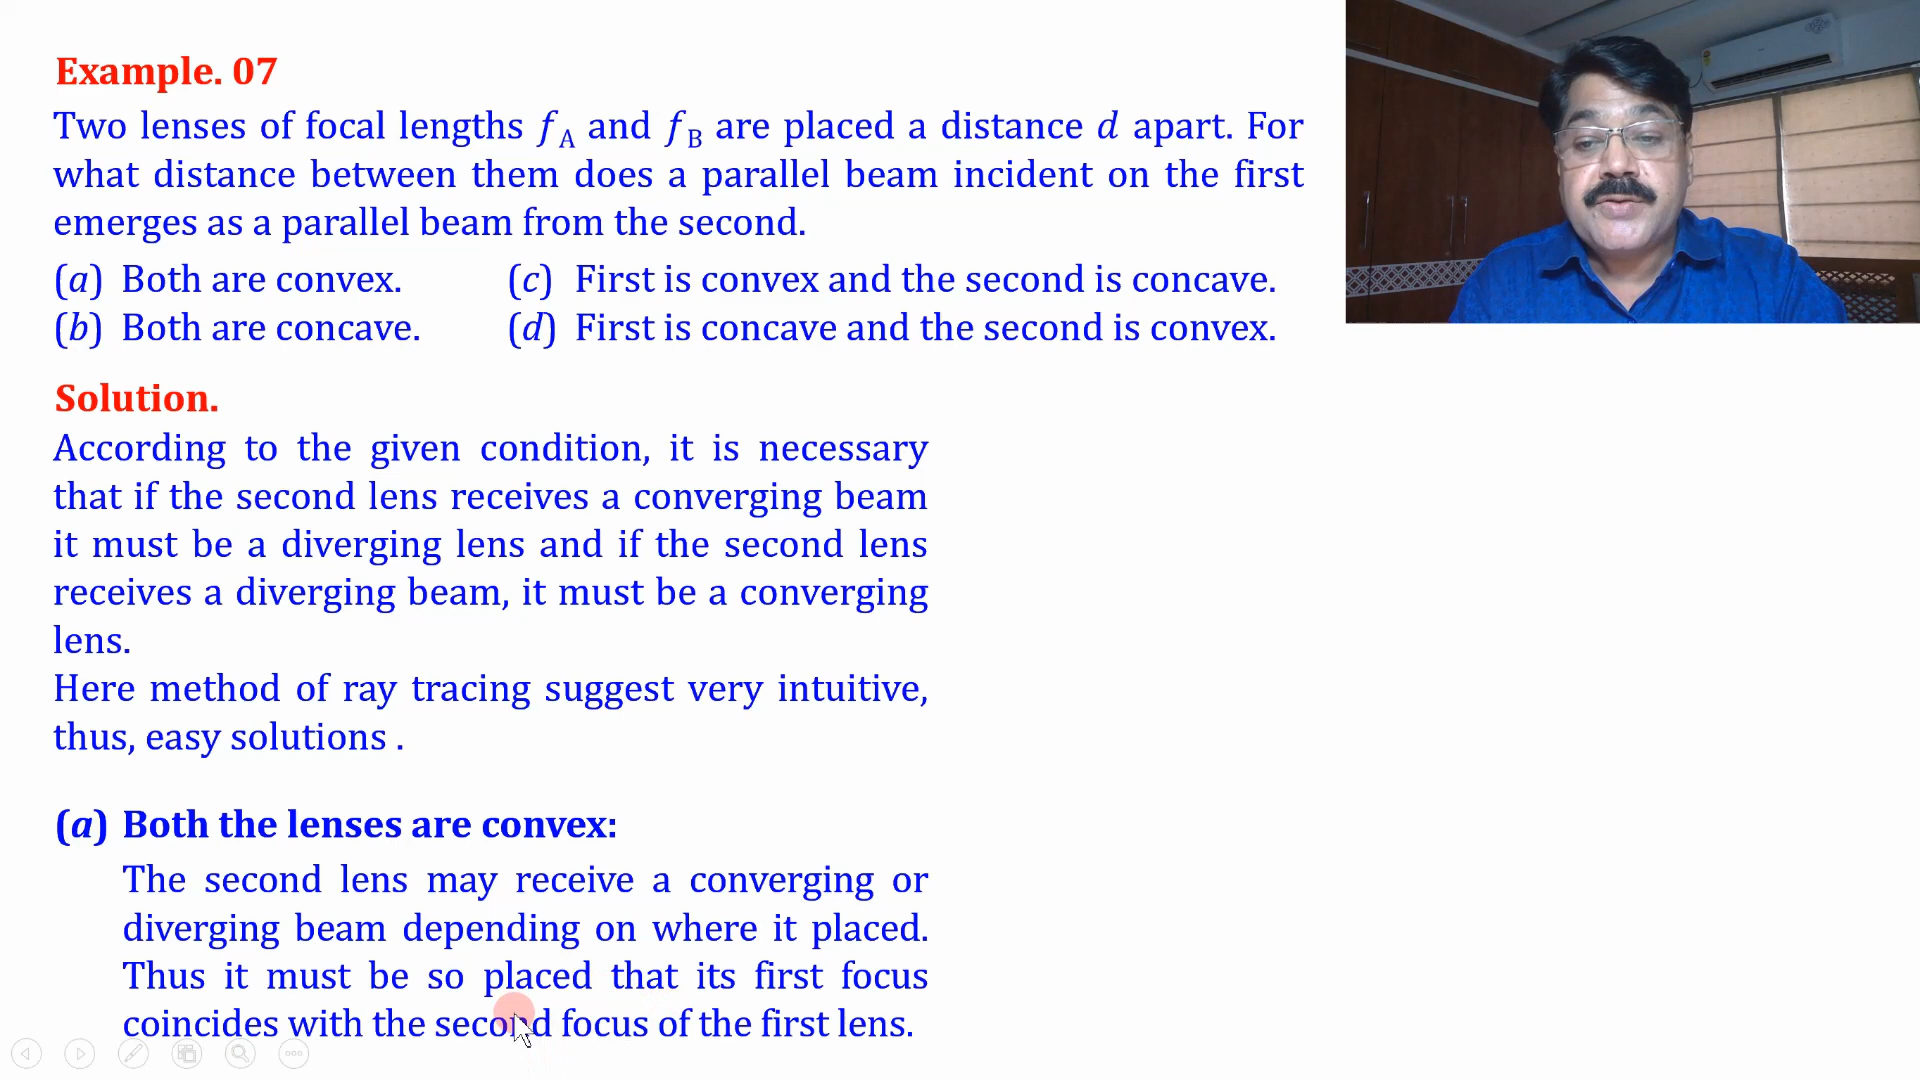 Example. 07
Two lenses of focal lengths fA and fB are placed a distance d apart. For
what distance between them does a parallel beam incident on the first
emerges as a parallel beam from the second.
(a) Both are convex. (c) First is convex and the second is concave.
(b) Both are concave. (d) First is concave and the second is convex.
Solution.
According to the given condition, it is necessary
that if the second lens receives a converging beam
it must be a diverging lens and if the second lens
receives a diverging beam, it must be a converging
lens.
Here method of ray tracing suggest very intuitive,
thus, easy solutions .
(a) Both the lenses are convex:
The second lens may receive a converging or
diverging beam depending on where it placed.
Thus it must be so placed that its first focus
coincides with the second focus of the first lens.